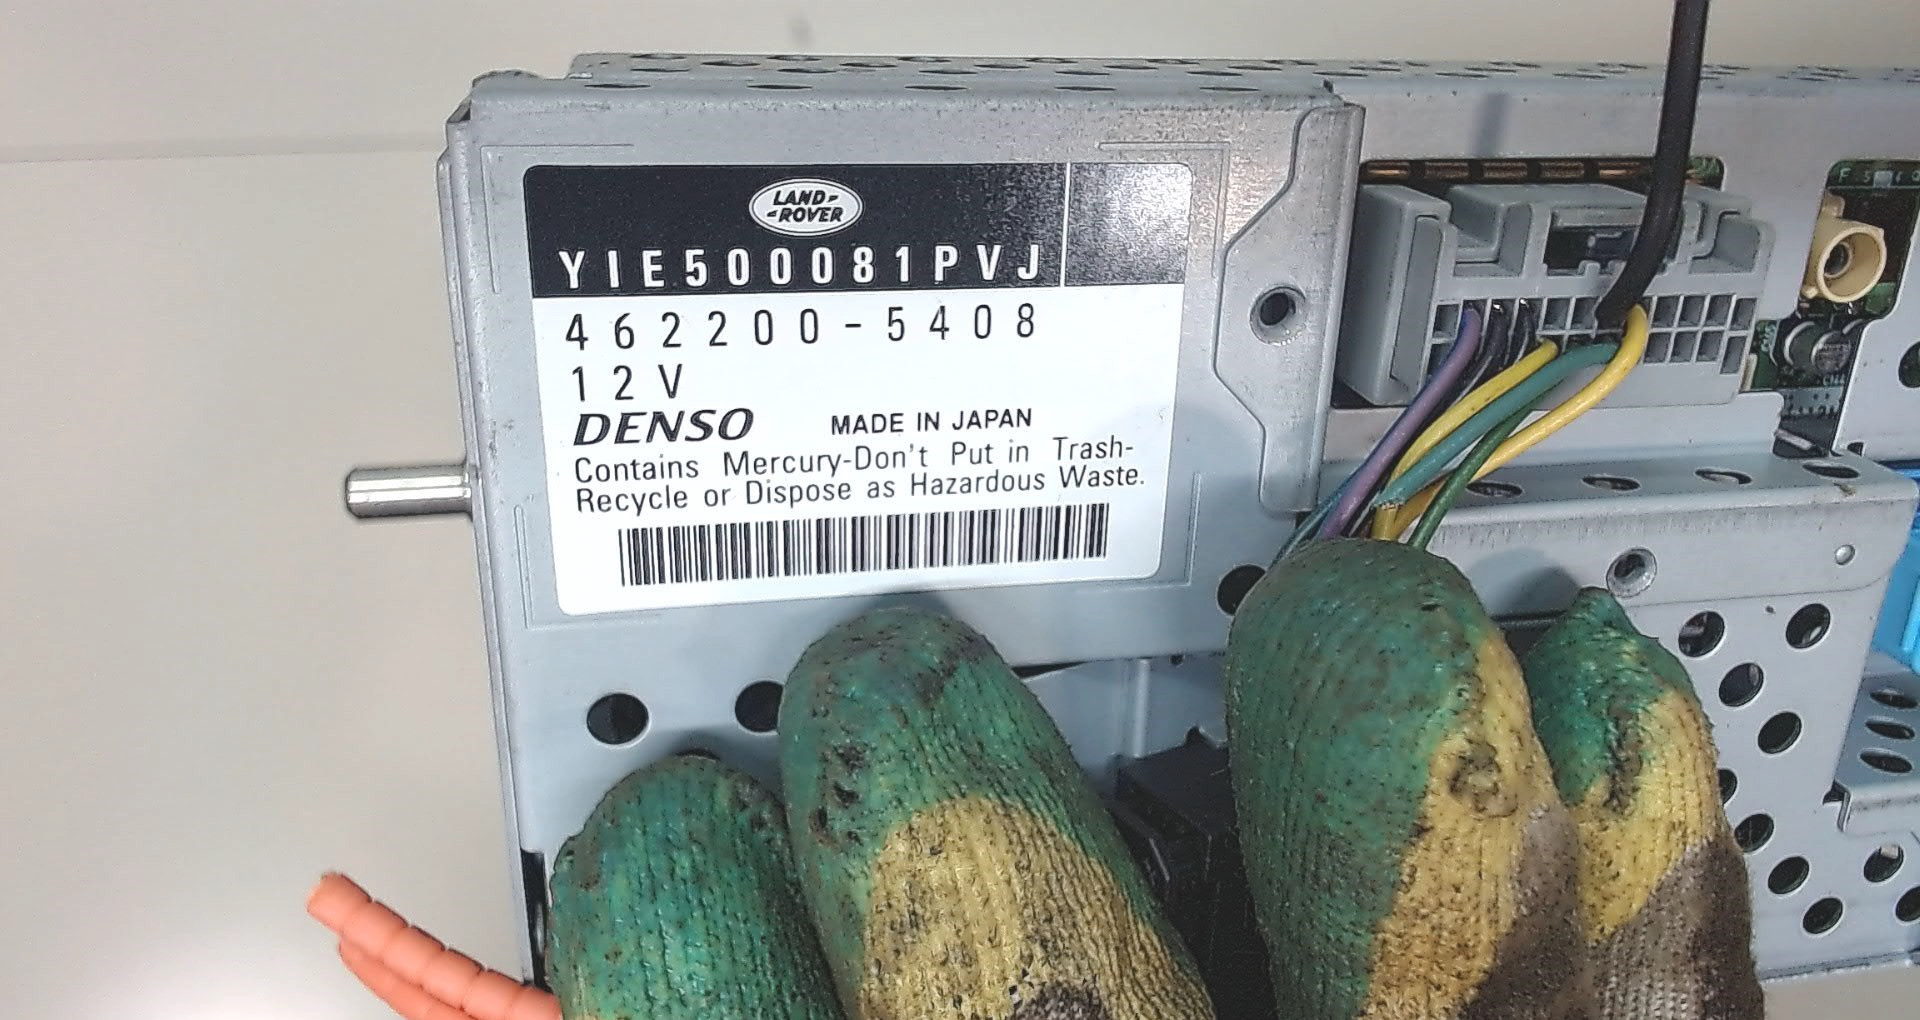 LAND-
-ROVER
YIE500081PVJ
462200-5408
12V
DENSO MADE IN JAPAN
Contains Mercury-Don't Put in Trash-
Recycle or Dispose as Hazardous Waste.